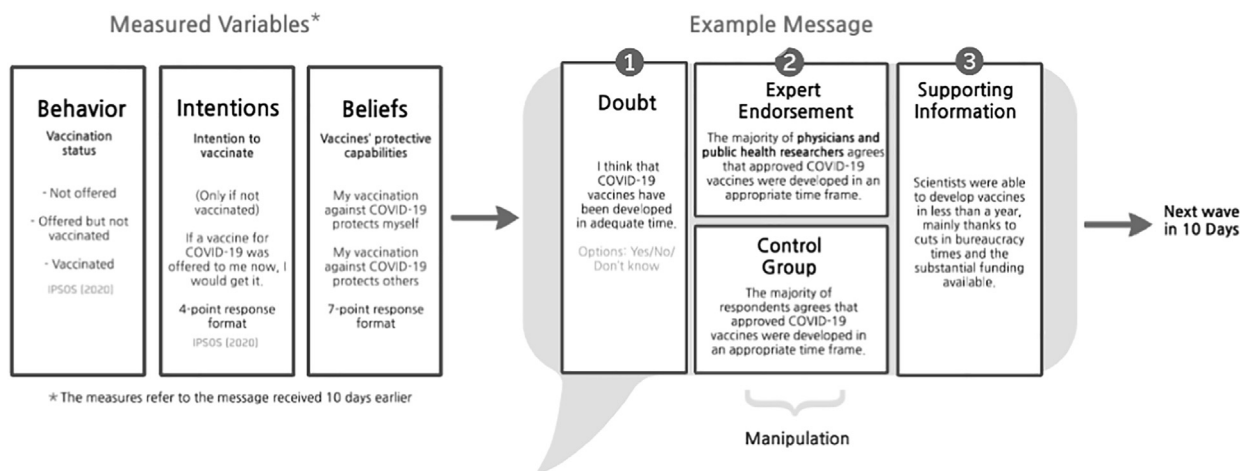 Measured Variables*
Example Message
Behavior
Vaccination
status
- Not offered
- Offered but not
vaccinated
- Vaccinated
IPSOS (2020)
Intentions
Intention to
vaccinate
(Only if not
vaccinated)
If a vaccine for
COVID-19 was
offered to me now, I
would get it.
4-point response
format
IPSOS (2020)
Beliefs
Vaccines' protective
capabilities
My vaccination
against COVID-19
protects myself
My vaccination
against COVID-19
protects others
7-point response
format
* The measures refer to the message received 10 days earlier
1
Doubt
I think that
COVID-19
vaccines have
been developed
in adequate time.
Options: Yes/No/
Don't know
2
Expert
Endorsement
The majority of physicians and
public health researchers agrees
that approved COVID-19
vaccines were developed in an
appropriate time frame.
Control
Group
The majority of
respondents agrees that
approved COVID-19
vaccines were developed in
an appropriate time frame.
Manipulation
3
Supporting
Information
Scientists were able
to develop vaccines
in less than a year,
mainly thanks to
cuts in bureaucracy
times and the
substantial funding
available.
Next wave
in 10 Days